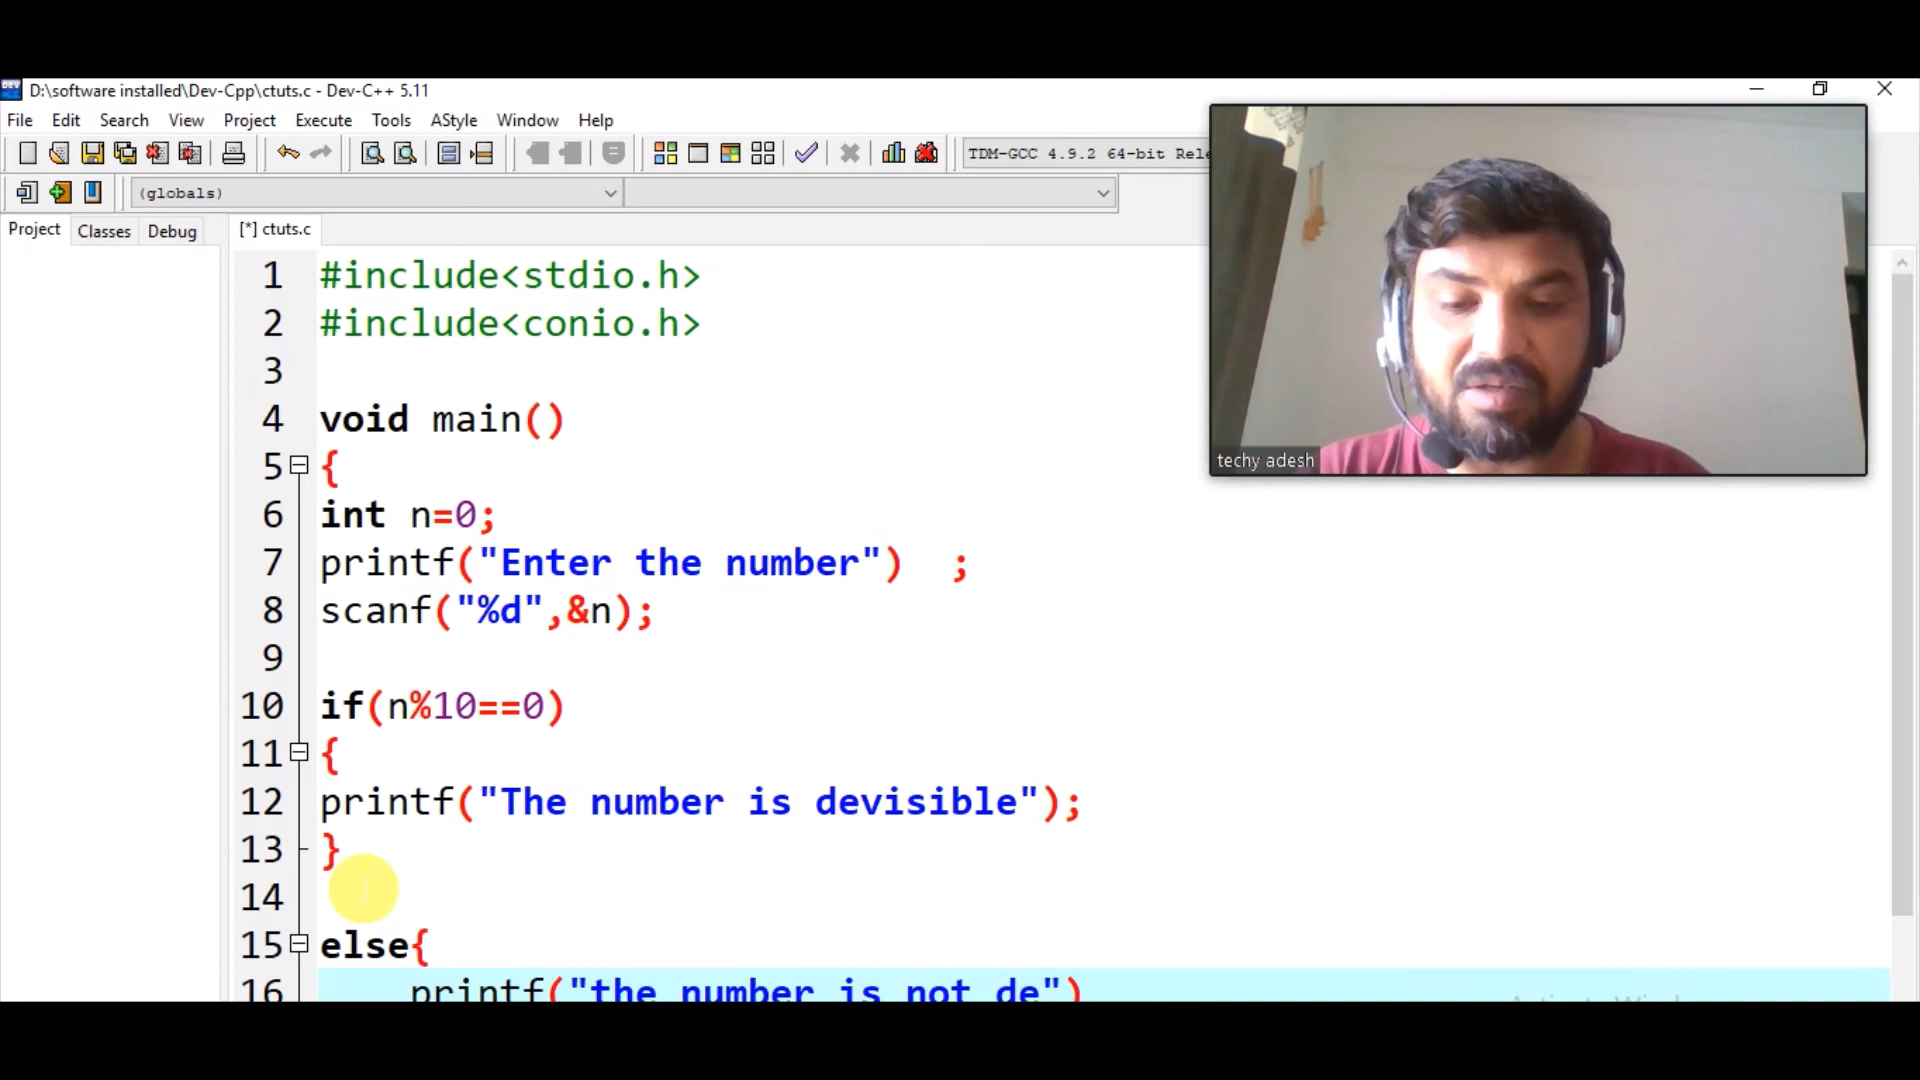 D:\software installed\Dev-Cpp\ctuts.c - Dev-C++ 5.11
File Edit Search View Project Execute Tools AStyle Window Help
TDM-GCC 4.9.2 64-bit Rele
(globals)
Project Classes Debug [*] ctuts.c
techy adesh
1 #include<stdio.h>
2 #include<conio.h>
3
4 void main()
5 {
6 int n=0;
7 printf("Enter the number")  ;
8 scanf("%d",&n);
9
10 if(n%10==0)
11 {
12 printf("The number is devisible");
13 }
14
15 else{
16 printf("the number is not de")